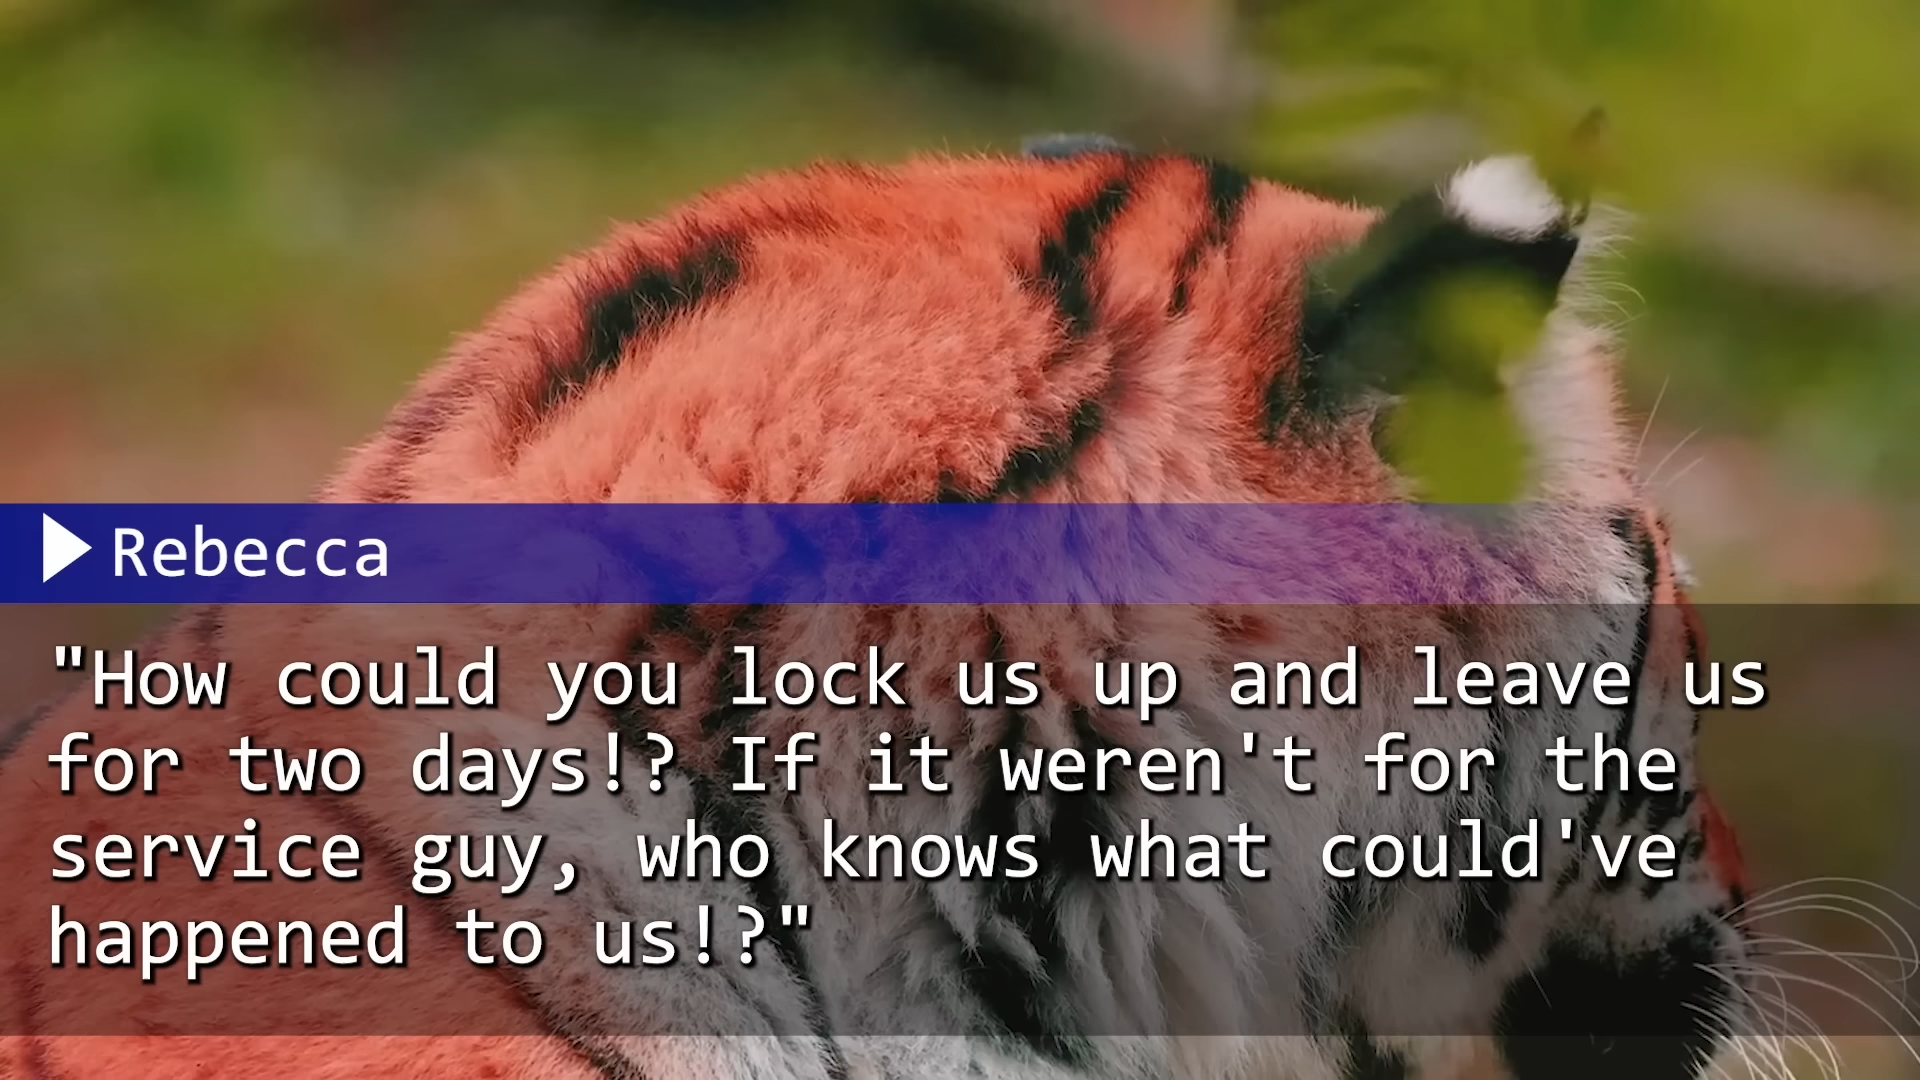 Rebecca
"How could you lock us up and leave us
for two days!? If it weren't for the
service guy, who knows what could've
happened to us!?"